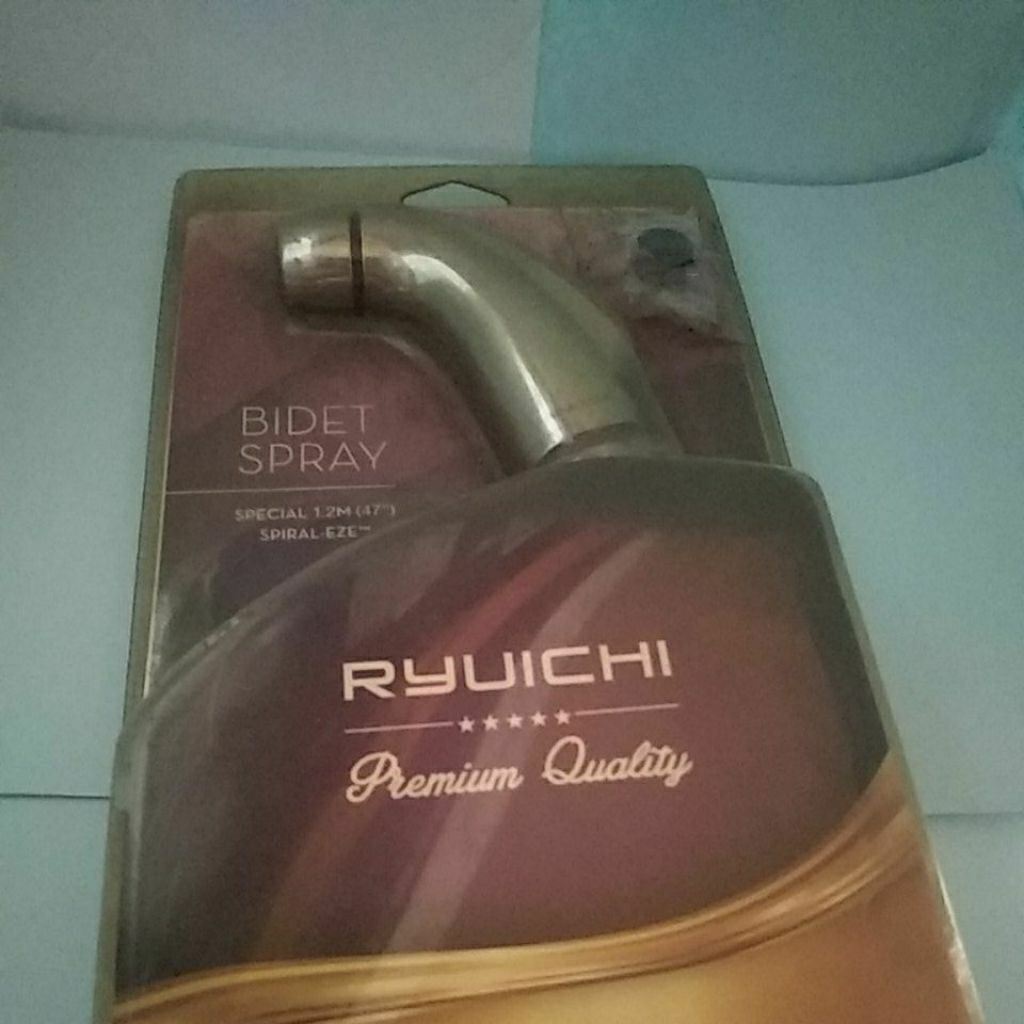 BIDET
SPRAY
SPECIAL 1.2M (47")
SPIRAL-EZE™
RYUICHI
Premium Quality